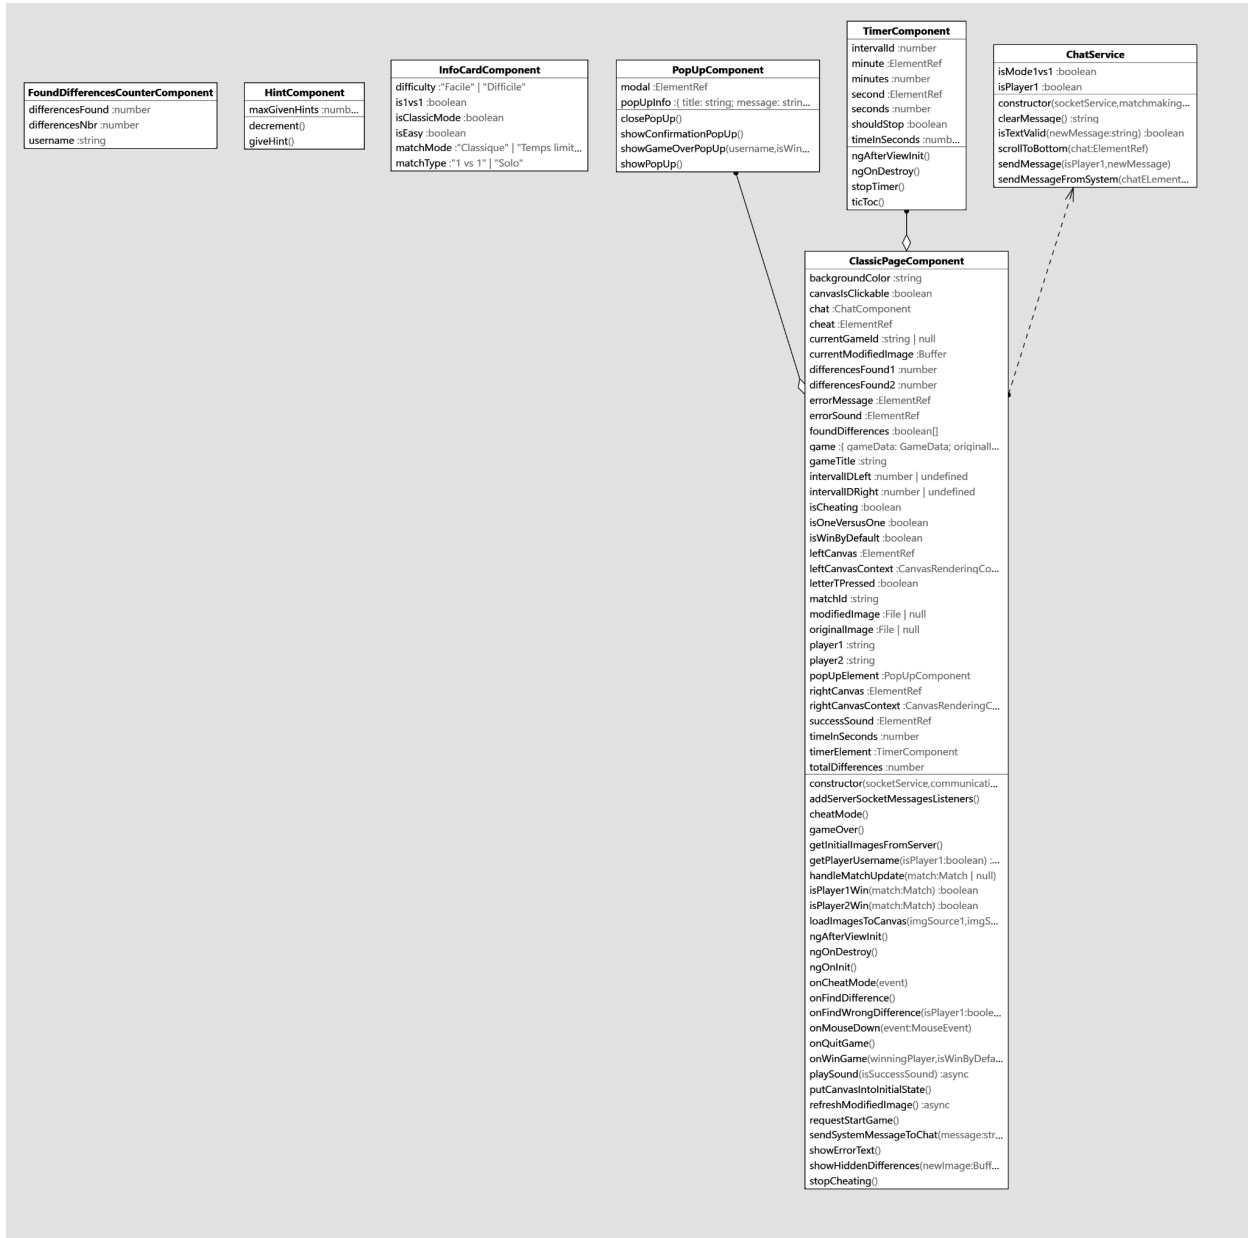 FoundDifferencesCounterComponent
differencesFound :number
differencesNbr :number
username :string
HintComponent
maxGivenHints :numb...
decrement()
giveHint()
InfoCardComponent
difficulty :"Facile" | "Difficile"
is1vs1 :boolean
isClassicMode :boolean
isEasy :boolean
matchMode :"Classique" | "Temps limit...
matchType :"1 vs 1" | "Solo"
PopUpComponent
modal :ElementRef
popUpInfo :{ title: string; message: strin...
closePopUp()
showConfirmationPopUp()
showGameOverPopUp(username,isWin...
showPopUp()
TimerComponent
intervalId :number
minute :ElementRef
minutes :number
second :ElementRef
seconds :number
shouldStop :boolean
timeInSeconds :numb...
ngAfterViewInit()
ngOnDestroy()
stopTimer()
ticToc()
ChatService
isMode1vs1 :boolean
isPlayer1 :boolean
constructor(socketService,matchmaking...
clearMessage() :string
isTextValid(newMessage:string) :boolean
scrollToBottom(chat:ElementRef)
sendMessage(isPlayer1,newMessage)
sendMessageFromSystem(chatELement...
ClassicPageComponent
backgroundColor :string
canvasIsClickable :boolean
chat :ChatComponent
cheat :ElementRef
currentGameId :string | null
currentModifiedImage :Buffer
differencesFound1 :number
differencesFound2 :number
errorMessage :ElementRef
errorSound :ElementRef
foundDifferences :boolean[]
game :{ gameData: GameData; originalI...
gameTitle :string
intervalIDLeft :number | undefined
intervalIDRight :number | undefined
isCheating :boolean
isOneVersusOne :boolean
isWinByDefault :boolean
leftCanvas :ElementRef
leftCanvasContext :CanvasRenderingCo...
letterTPressed :boolean
matchId :string
modifiedImage :File | null
originalImage :File | null
player1 :string
player2 :string
popUpElement :PopUpComponent
rightCanvas :ElementRef
rightCanvasContext :CanvasRenderingC...
successSound :ElementRef
timeInSeconds :number
timerElement :TimerComponent
totalDifferences :number
constructor(socketService,communicati...
addServerSocketMessagesListeners()
cheatMode()
gameOver()
getInitialImagesFromServer()
getPlayerUsername(isPlayer1:boolean) :...
handleMatchUpdate(match:Match | null)
isPlayer1Win(match:Match) :boolean
isPlayer2Win(match:Match) :boolean
loadImagesToCanvas(imgSource1,imgS...
ngAfterViewInit()
ngOnDestroy()
ngOnInit()
onCheatMode(event)
onFindDifference()
onFindWrongDifference(isPlayer1:boole...
onMouseDown(event:MouseEvent)
onQuitGame()
onWinGame(winningPlayer,isWinByDefa...
playSound(isSuccessSound) :async
putCanvasIntoInitialState()
refreshModifiedImage() :async
requestStartGame()
sendSystemMessageToChat(message:str...
showErrorText()
showHiddenDifferences(newImage:Buff...
stopCheating()